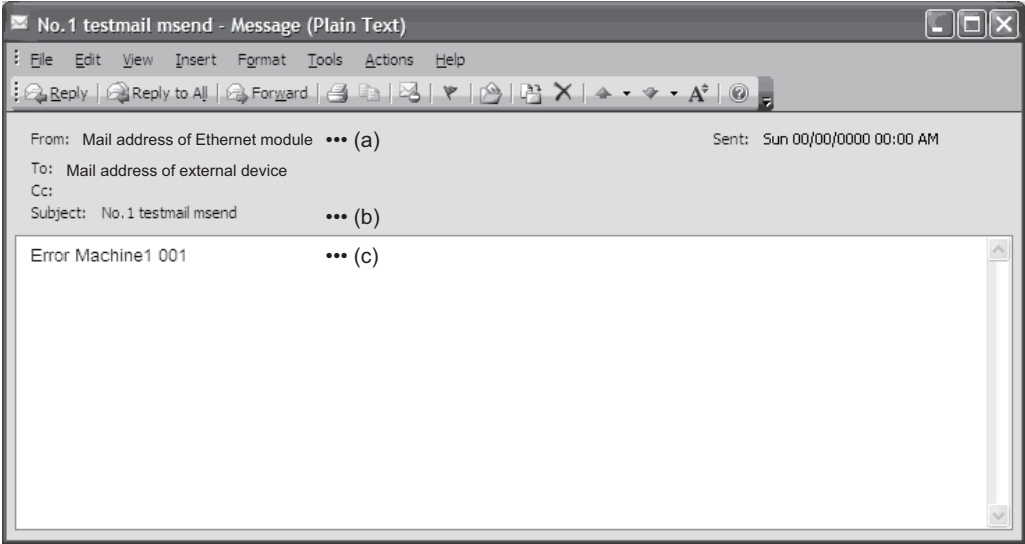 No.1 testmail msend - Message (Plain Text)
File Edit View Insert Format Tools Actions Help
Reply Reply to All Forward A
From: Mail address of Ethernet module ••• (a) Sent: Sun 00/00/0000 00:00 AM
To: Mail address of external device
Cc:
Subject: No.1 testmail msend ••• (b)
Error Machine1 001 ••• (c)